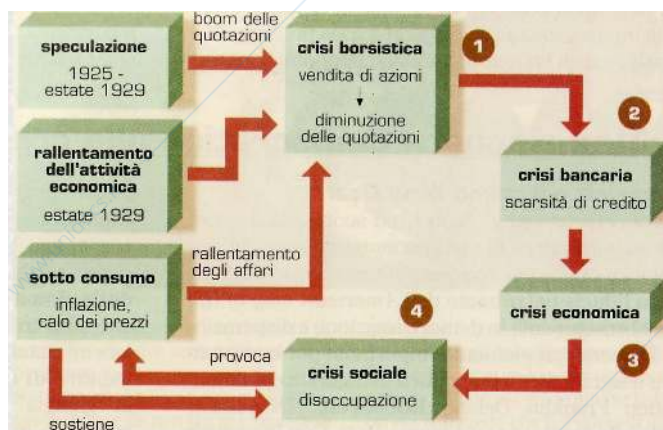 boom delle
quotazioni
speculazione
1925 -
estate 1929
crisi borsistica
vendita di azioni
diminuzione
delle quotazioni
1
2
rallentamento
dell'attività
economica
estate 1929
crisi bancaria
scarsità di credito
rallentamento
degli affari
sotto consumo
inflazione,
calo dei prezzi
4
crisi economica
3
provoca
crisi sociale
disoccupazione
sostiene